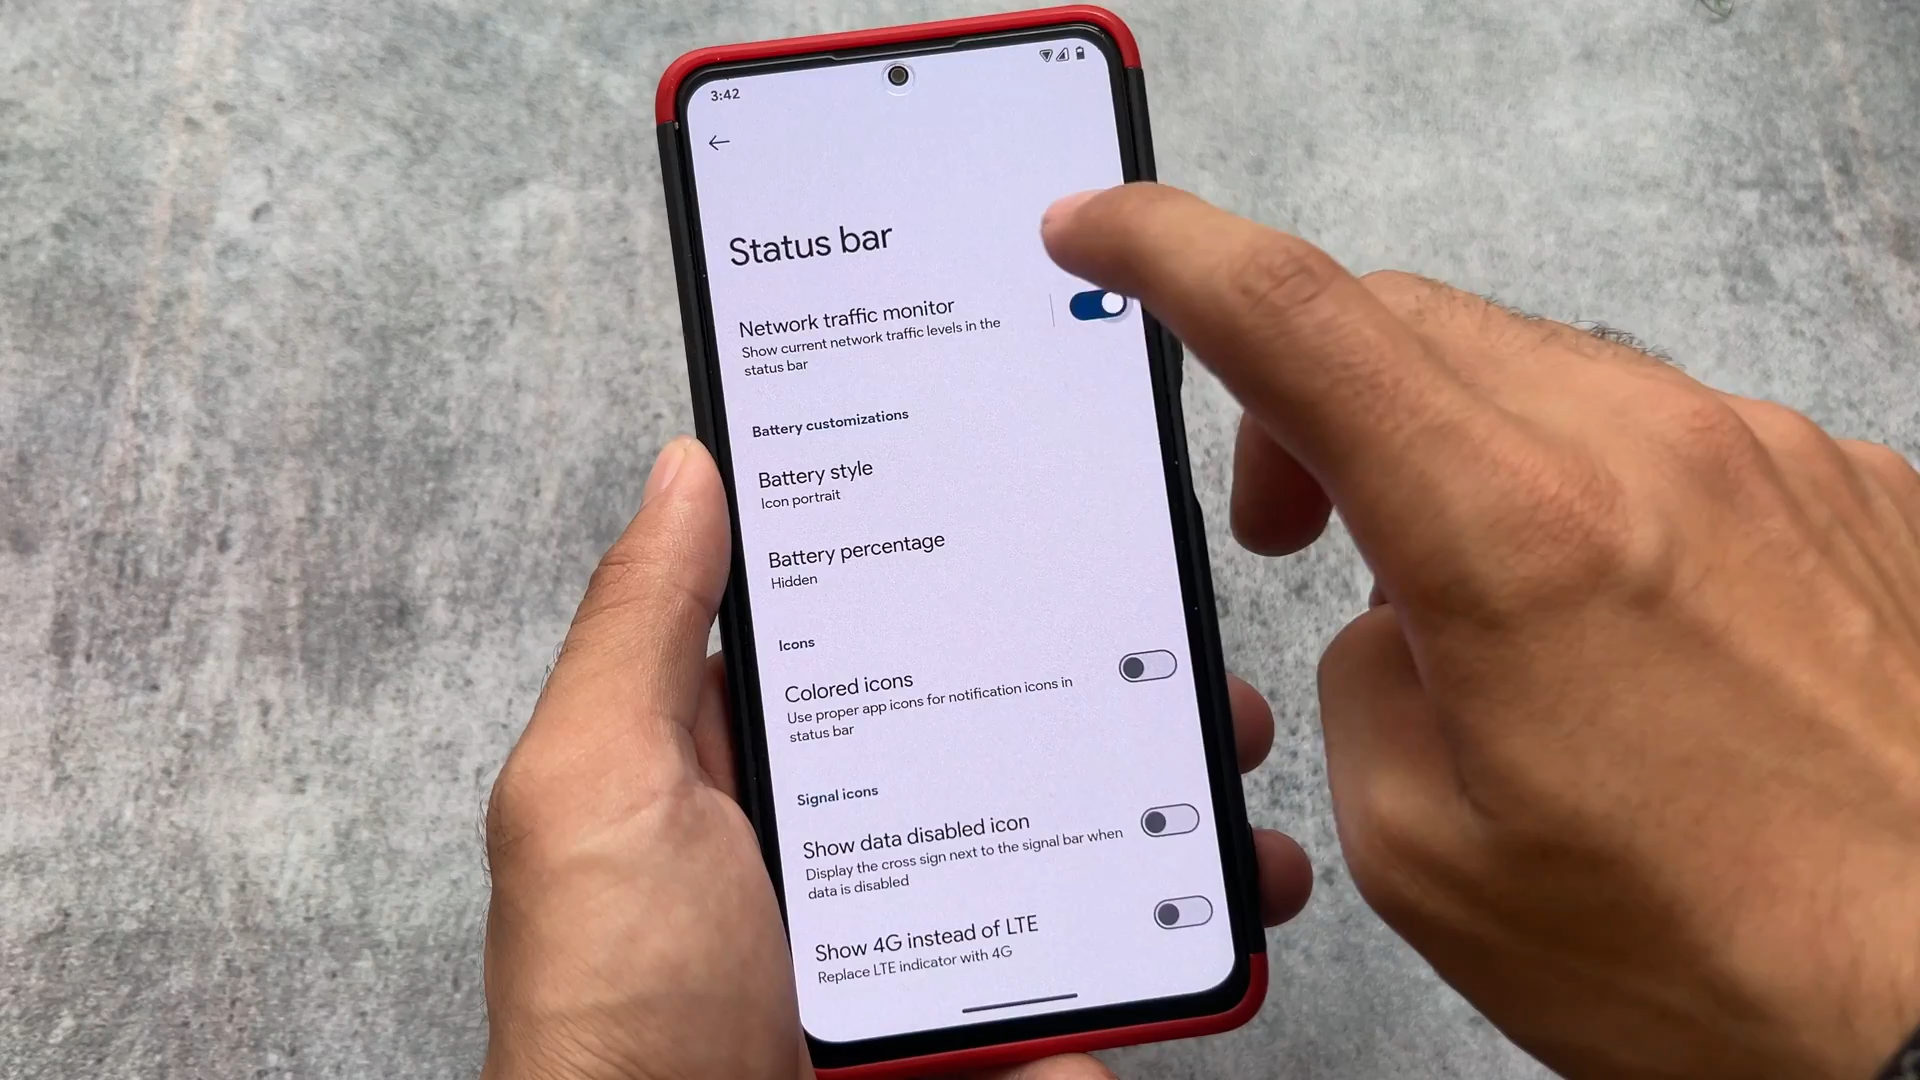 3:42
Status bar
Network traffic monitor
Show current network traffic levels in the
status bar
Battery customizations
Battery style
Icon portrait
Battery percentage
Hidden
Icons
Colored icons
Use proper app icons for notification icons in
status bar
Signal icons
Show data disabled icon
Display the cross sign next to the signal bar when
data is disabled
Show 4G instead of LTE
Replace LTE indicator with 4G